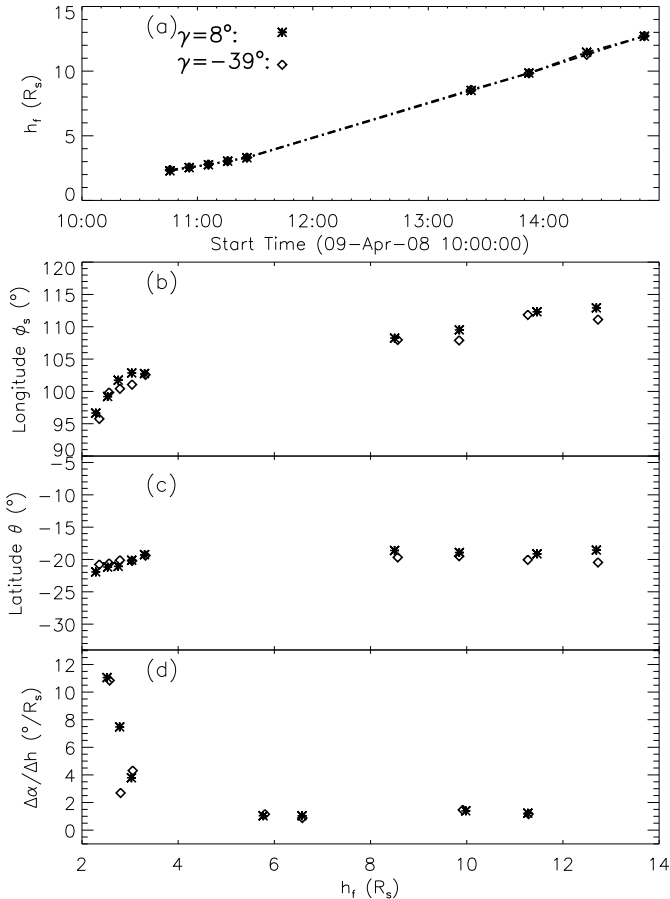 15
10
5
0
h_f (R_s)
(a)
γ=8°:
γ=−39°:
10:00 11:00 12:00 13:00 14:00
Start Time (09−Apr−08 10:00:00)
120
115
110
105
100
95
90
Longitude ϕ_s (°)
(b)
−5
−10
−15
−20
−25
−30
Latitude θ (°)
(c)
12
10
8
6
4
2
0
Δα/Δh (°/R_s)
(d)
2 4 6 8 10 12 14
h_f (R_s)